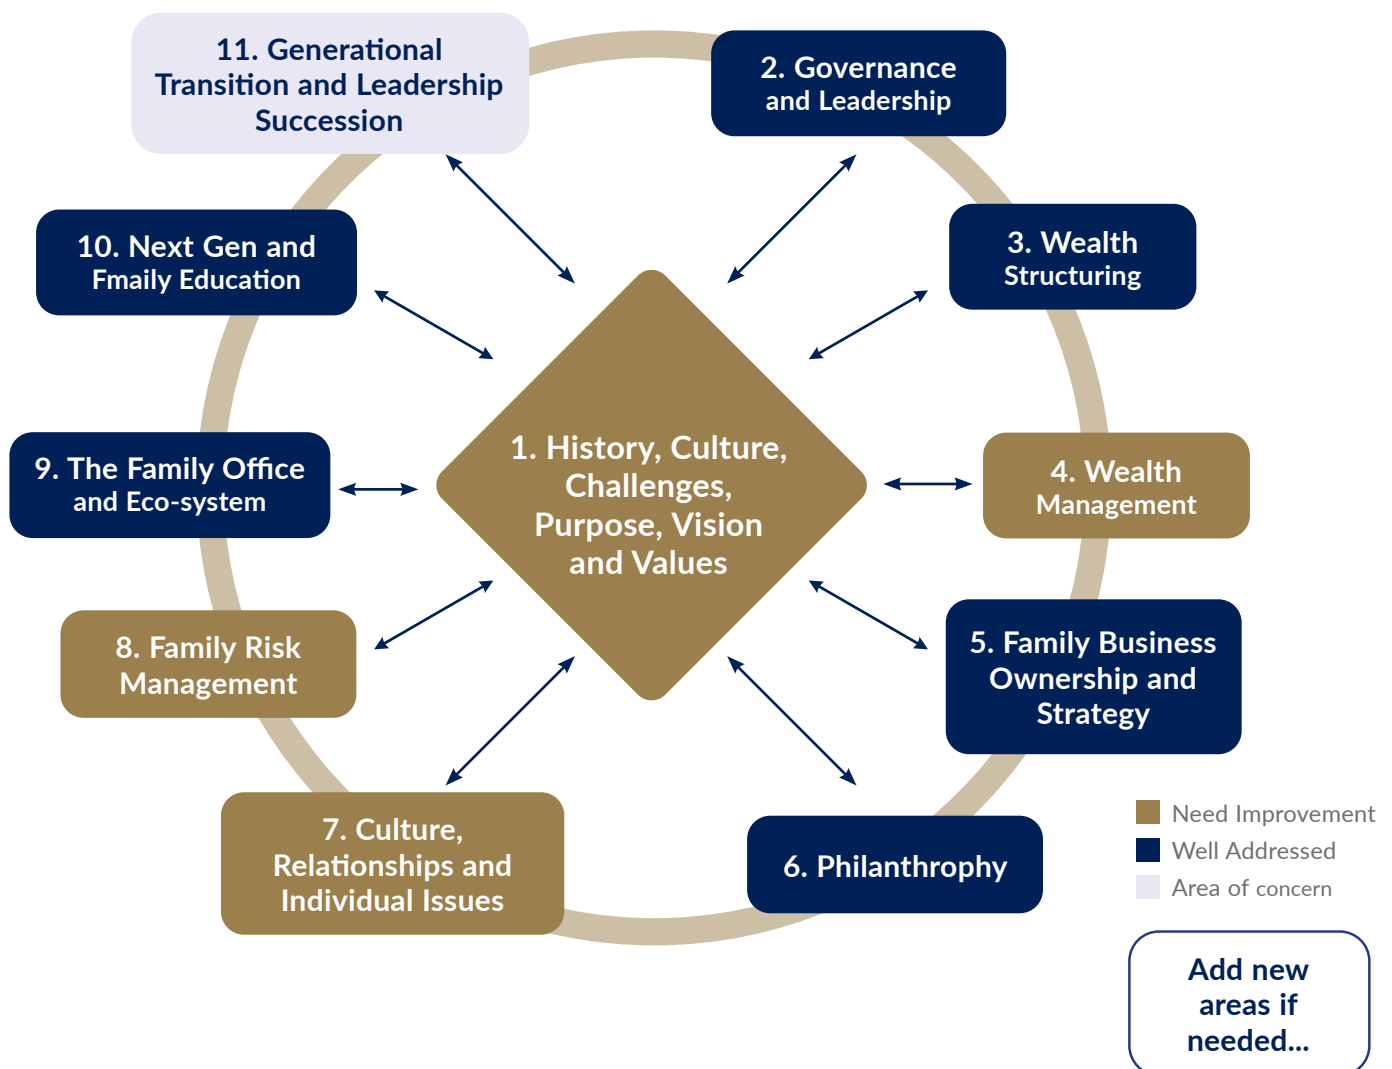 11. Generational
Transition and Leadership
Succession
2. Governance
and Leadership
10. Next Gen and
Fmaily Education
3. Wealth
Structuring
1. History, Culture,
Challenges,
Purpose, Vision
and Values
9. The Family Office
and Eco-system
4. Wealth
Management
8. Family Risk
Management
5. Family Business
Ownership and
Strategy
7. Culture,
Relationships and
Individual Issues
6. Philanthropy
Need Improvement
Well Addressed
Area of concern
Add new
areas if
needed...